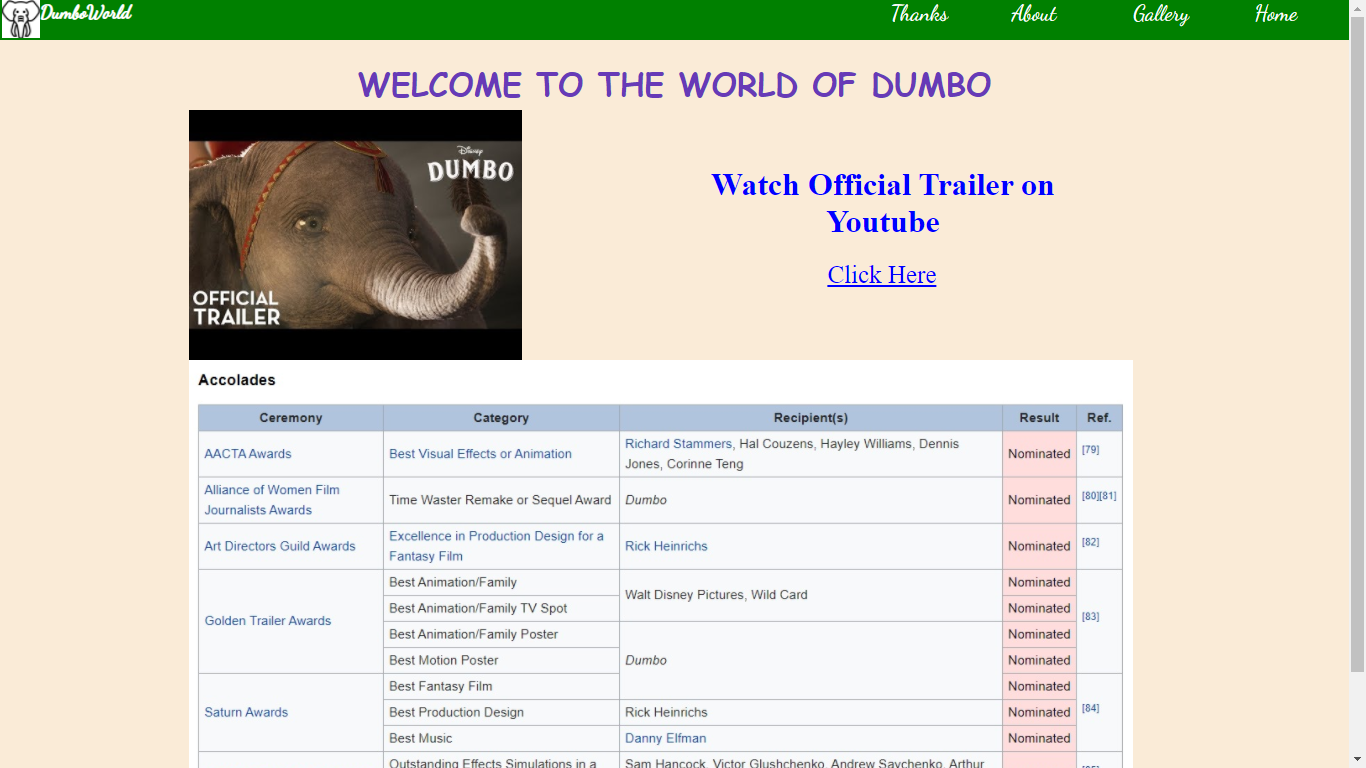 DumboWorld
Thanks
About
Gallery
Home
WELCOME TO THE WORLD OF DUMBO
Disney
DUMBO
OFFICIAL
TRAILER
Watch Official Trailer on
Youtube
Click Here
Accolades
Ceremony Category Recipient(s) Result Ref.
AACTA Awards Best Visual Effects or Animation Richard Stammers, Hal Couzens, Hayley Williams, Dennis
Jones, Corinne Teng Nominated [79]
Alliance of Women Film
Journalists Awards Time Waster Remake or Sequel Award Dumbo Nominated [80][81]
Art Directors Guild Awards Excellence in Production Design for a
Fantasy Film Rick Heinrichs Nominated [82]
Golden Trailer Awards Best Animation/Family Walt Disney Pictures, Wild Card Nominated [83]
Best Animation/Family TV Spot Nominated
Best Animation/Family Poster Dumbo Nominated
Best Motion Poster Nominated
Saturn Awards Best Fantasy Film Nominated [84]
Best Production Design Rick Heinrichs Nominated
Best Music Danny Elfman Nominated
Outstanding Effects Simulations in a Sam Hancock, Victor Glushchenko, Andrew Savchenko, Arthur